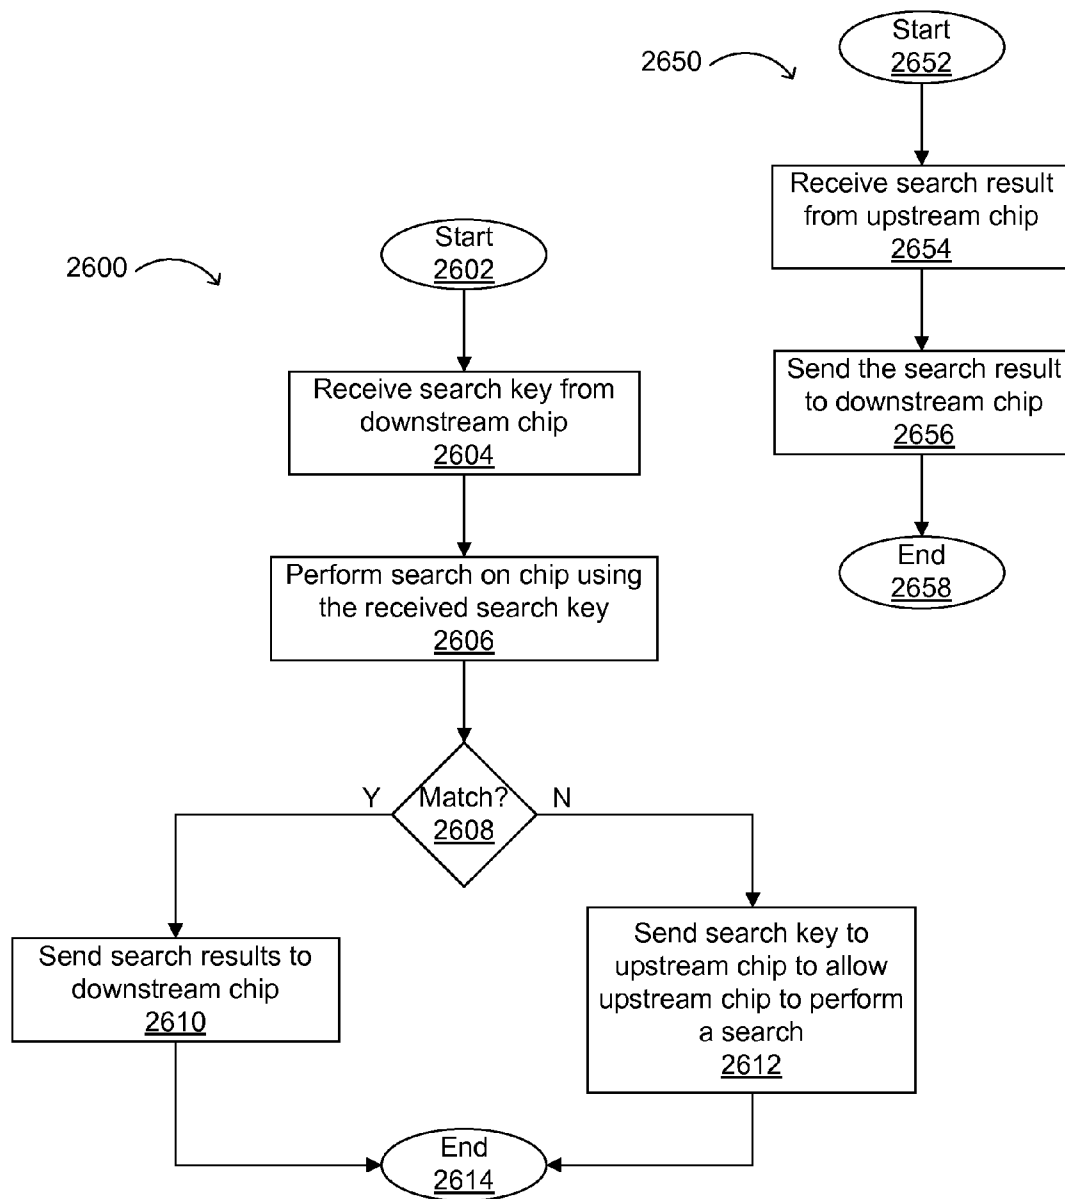 2600
Start
2602
Receive search key from
downstream chip
2604
Perform search on chip using
the received search key
2606
Match?
2608
Y
N
Send search results to
downstream chip
2610
Send search key to
upstream chip to allow
upstream chip to perform
a search
2612
End
2614
2650
Start
2652
Receive search result
from upstream chip
2654
Send the search result
to downstream chip
2656
End
2658